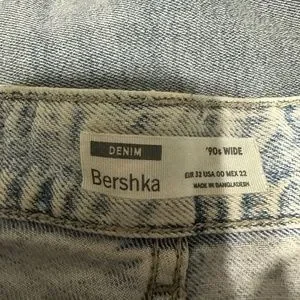 DENIM
'90s WIDE
Bershka
EUR 32 USA 00 MEX 22
MADE IN BANGLADESH